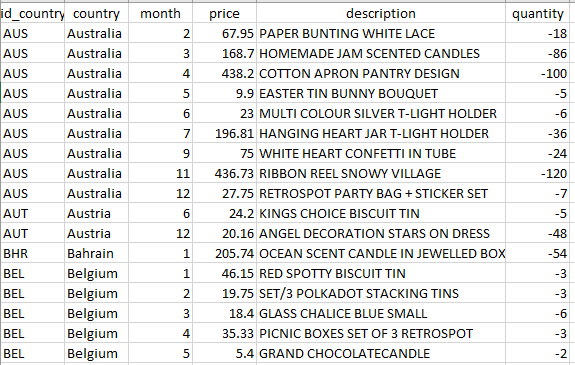 id_country country month price description quantity
AUS Australia 2 67.95 PAPER BUNTING WHITE LACE -18
AUS Australia 3 168.7 HOMEMADE JAM SCENTED CANDLES -86
AUS Australia 4 438.2 COTTON APRON PANTRY DESIGN -100
AUS Australia 5 9.9 EASTER TIN BUNNY BOUQUET -5
AUS Australia 6 23 MULTI COLOUR SILVER T-LIGHT HOLDER -6
AUS Australia 7 196.81 HANGING HEART JAR T-LIGHT HOLDER -36
AUS Australia 9 75 WHITE HEART CONFETTI IN TUBE -24
AUS Australia 11 436.73 RIBBON REEL SNOWY VILLAGE -120
AUS Australia 12 27.75 RETROSPOT PARTY BAG + STICKER SET -7
AUT Austria 6 24.2 KINGS CHOICE BISCUIT TIN -5
AUT Austria 12 20.16 ANGEL DECORATION STARS ON DRESS -48
BHR Bahrain 1 205.74 OCEAN SCENT CANDLE IN JEWELLED BOX -54
BEL Belgium 1 46.15 RED SPOTTY BISCUIT TIN -3
BEL Belgium 2 19.75 SET/3 POLKADOT STACKING TINS -3
BEL Belgium 3 18.4 GLASS CHALICE BLUE SMALL -6
BEL Belgium 4 35.33 PICNIC BOXES SET OF 3 RETROSPOT -3
BEL Belgium 5 5.4 GRAND CHOCOLATECANDLE -2